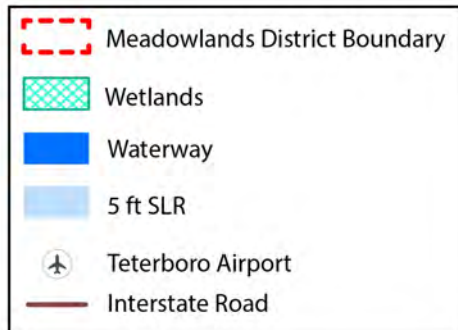 Meadowlands District Boundary
Wetlands
Waterway
5 ft SLR
Teterboro Airport
Interstate Road